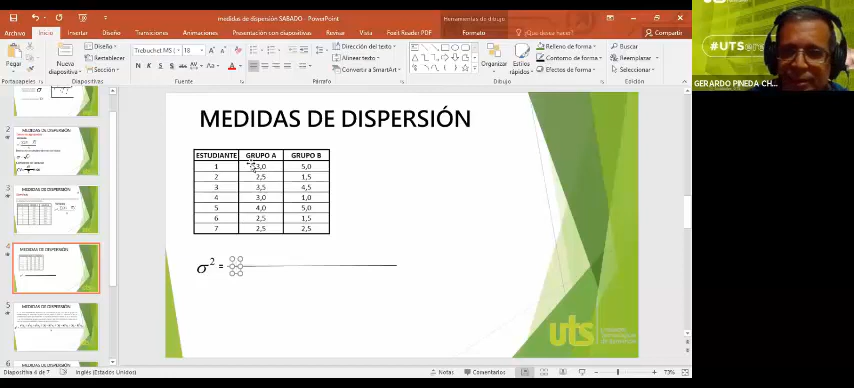 medidas de dispersión SABADO - PowerPoint
Herramientas de dibujo
Archivo Inicio Insertar Diseño Transiciones Animaciones Presentación con diapositivas Revisar Vista Foxit Reader PDF Formato ¿Qué desea hacer? Compartir
Pegar
Nueva diapositiva
Diseño
Restablecer
Sección
Trebuchet MS 18
N K S
Dirección del texto
Alinear texto
Convertir a SmartArt
Organizar
Estilos rápidos
Relleno de forma
Contorno de forma
Efectos de forma
Buscar
Reemplazar
Seleccionar
Portapapeles Diapositivas Fuente Párrafo Dibujo Edición
2
MEDIDAS DE DISPERSIÓN
3
MEDIDAS DE DISPERSIÓN
4
MEDIDAS DE DISPERSIÓN
5
MEDIDAS DE DISPERSIÓN
6
MEDIDAS DE DISPERSIÓN
ESTUDIANTE GRUPO A GRUPO B
1 3,0 5,0
2 2,5 1,5
3 3,5 4,5
4 3,0 1,0
5 4,0 5,0
6 2,5 1,5
7 2,5 2,5
σ² =
uts
Diapositiva 4 de 7 Inglés (Estados Unidos) Notas Comentarios 73%
#UTS
GERARDO PINEDA CH...